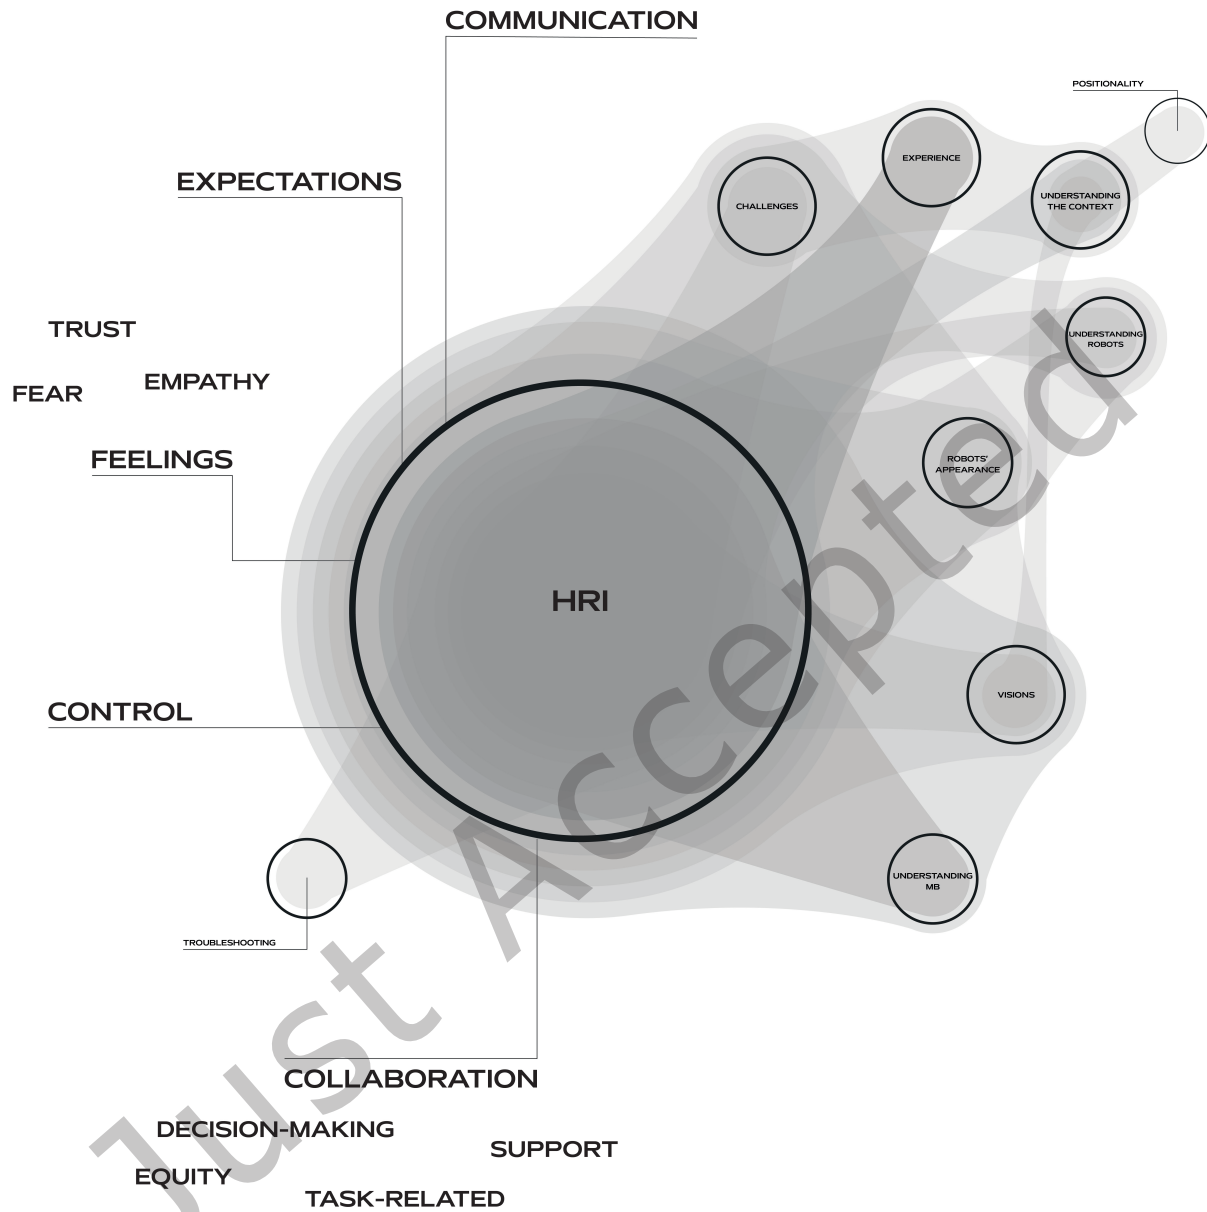 COMMUNICATION
POSITIONALITY
EXPERIENCE
EXPECTATIONS
CHALLENGES
UNDERSTANDING
THE CONTEXT
TRUST
UNDERSTANDING
ROBOTS
EMPATHY
FEAR
FEELINGS
ROBOTS'
APPEARANCE
HRI
VISIONS
CONTROL
UNDERSTANDING
MB
TROUBLESHOOTING
COLLABORATION
DECISION-MAKING
SUPPORT
EQUITY
TASK-RELATED
Just Accepted